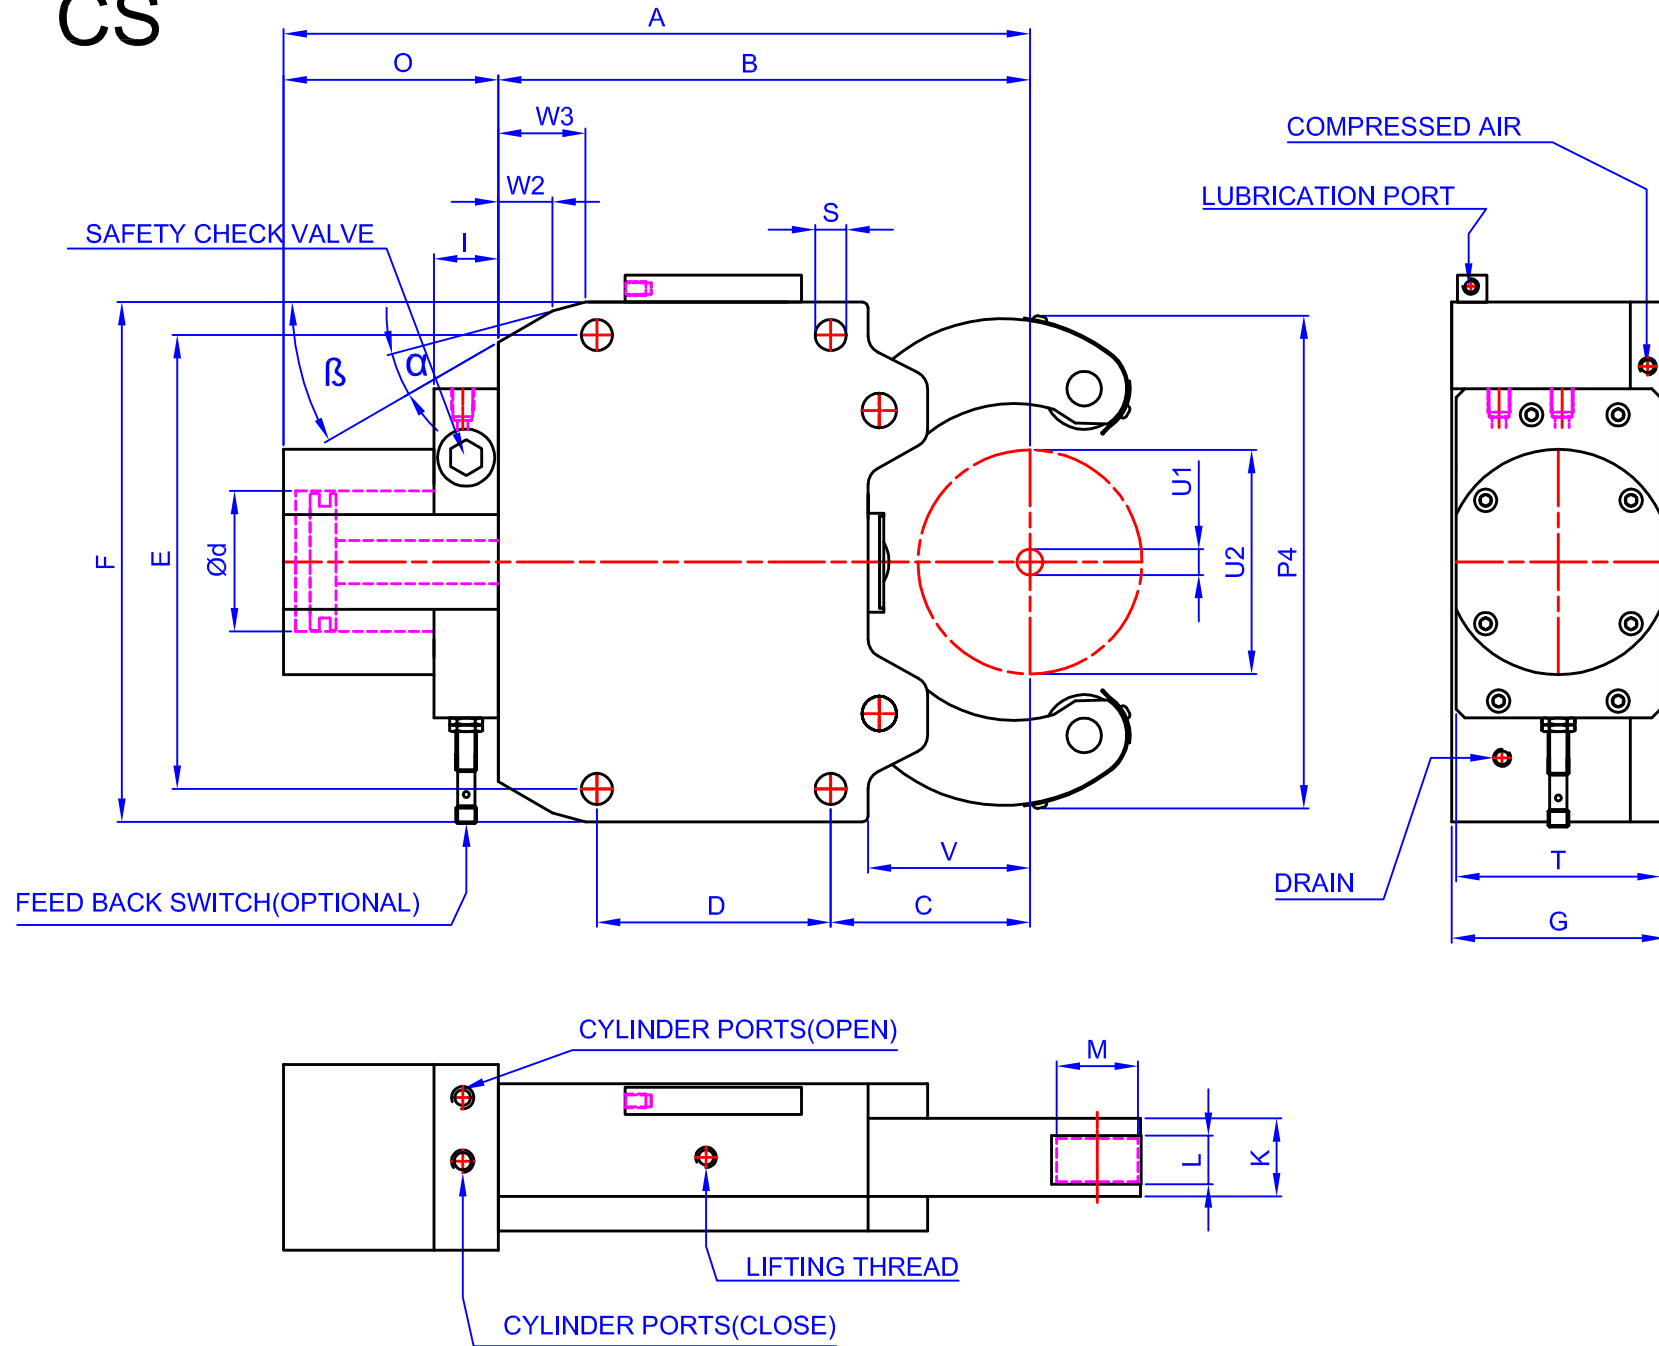 CS
A
O
B
W3
COMPRESSED AIR
W2
LUBRICATION PORT
S
SAFETY CHECK VALVE
I
ß
α
U1
F
E
Ød
U2
P4
V
T
DRAIN
FEED BACK SWITCH(OPTIONAL)
D
C
G
CYLINDER PORTS(OPEN)
M
L
K
LIFTING THREAD
CYLINDER PORTS(CLOSE)